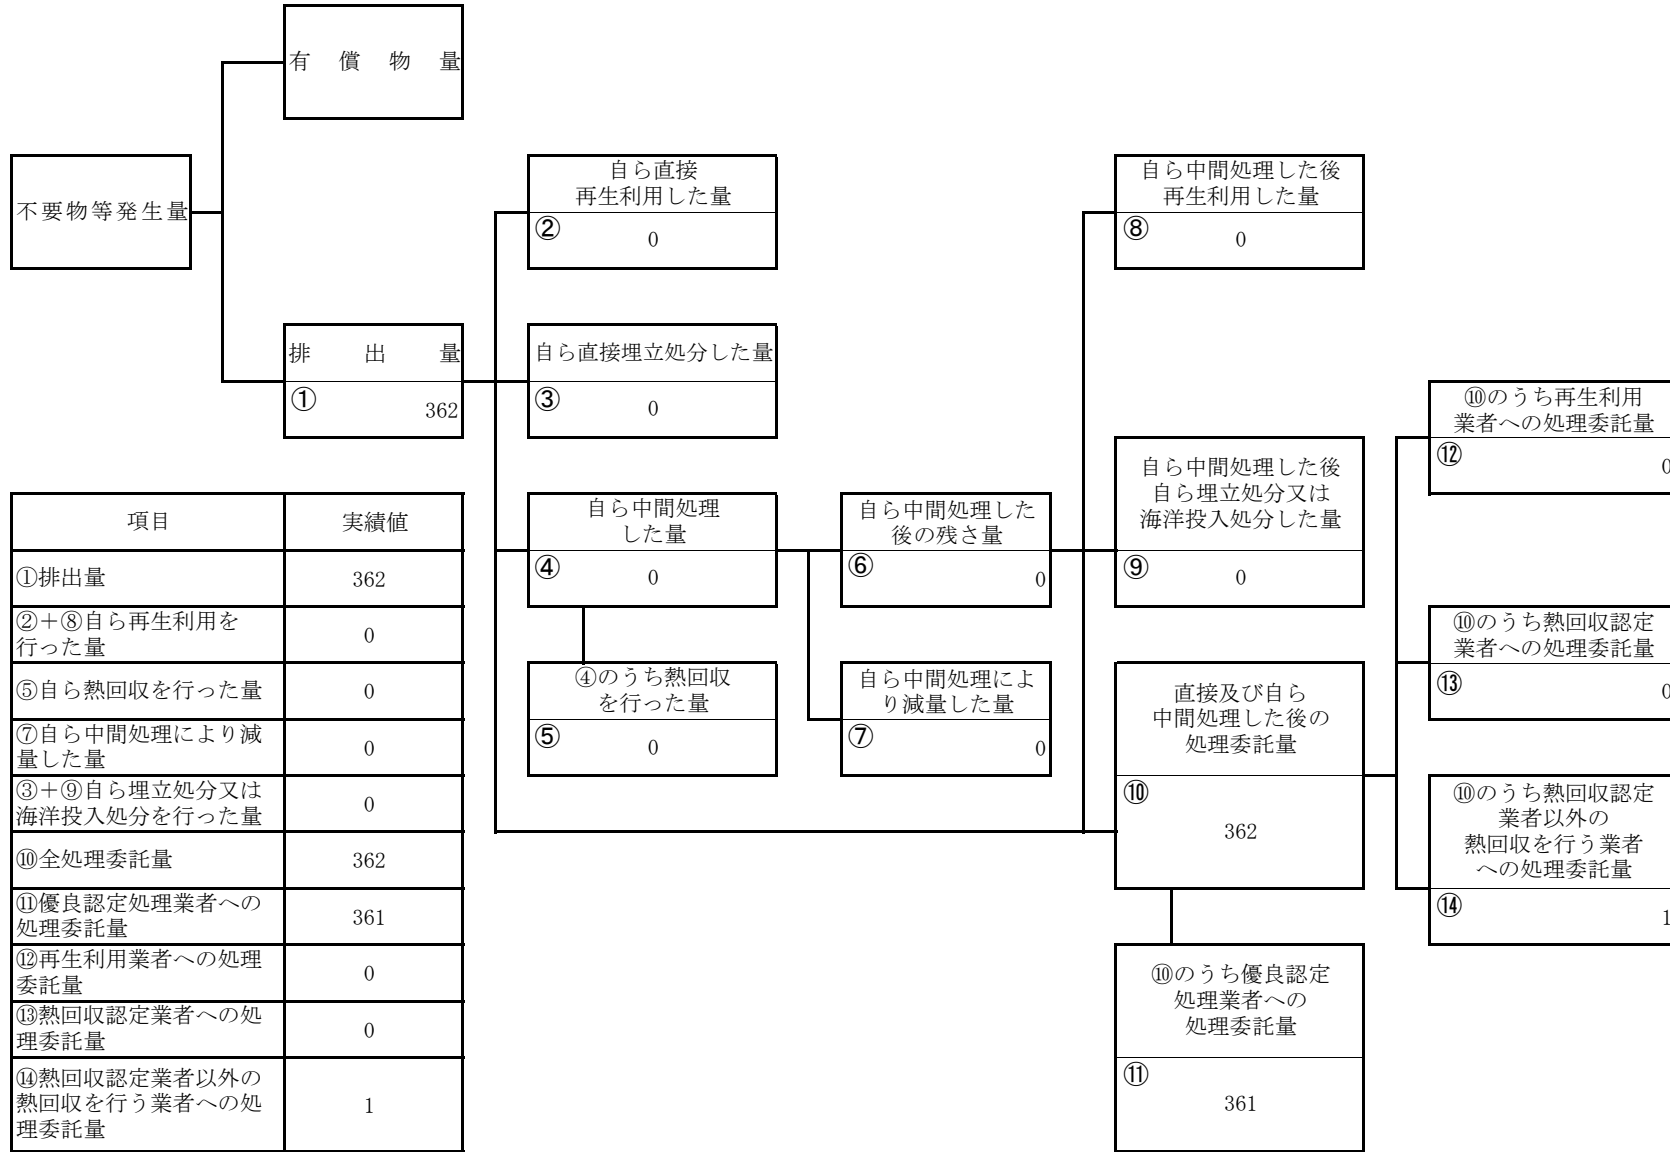 有償物量
不要物等発生量
自ら直接
再生利用した量
②
0
自ら中間処理した後
再生利用した量
⑧
0
排出量
①
362
自ら直接埋立処分した量
③
0
⑩のうち再生利用
業者への処理委託量
⑫
0
自ら中間処理
した量
④
0
自ら中間処理した
後の残さ量
⑥
0
自ら中間処理した後
自ら埋立処分又は
海洋投入処分した量
⑨
0
⑩のうち熱回収認定
業者への処理委託量
⑬
0
④のうち熱回収
を行った量
⑤
0
自ら中間処理によ
り減量した量
⑦
0
直接及び自ら
中間処理した後の
処理委託量
⑩
362
⑩のうち熱回収認定
業者以外の
熱回収を行う業者
への処理委託量
⑭
1
⑩のうち優良認定
処理業者への
処理委託量
⑪
361
項目 実績値
①排出量 362
②＋⑧自ら再生利用を
行った量 0
⑤自ら熱回収を行った量 0
⑦自ら中間処理により減
量した量 0
③＋⑨自ら埋立処分又は
海洋投入処分を行った量 0
⑩全処理委託量 362
⑪優良認定処理業者への
処理委託量 361
⑫再生利用業者への処理
委託量 0
⑬熱回収認定業者への処
理委託量 0
⑭熱回収認定業者以外の
熱回収を行う業者への処
理委託量 1